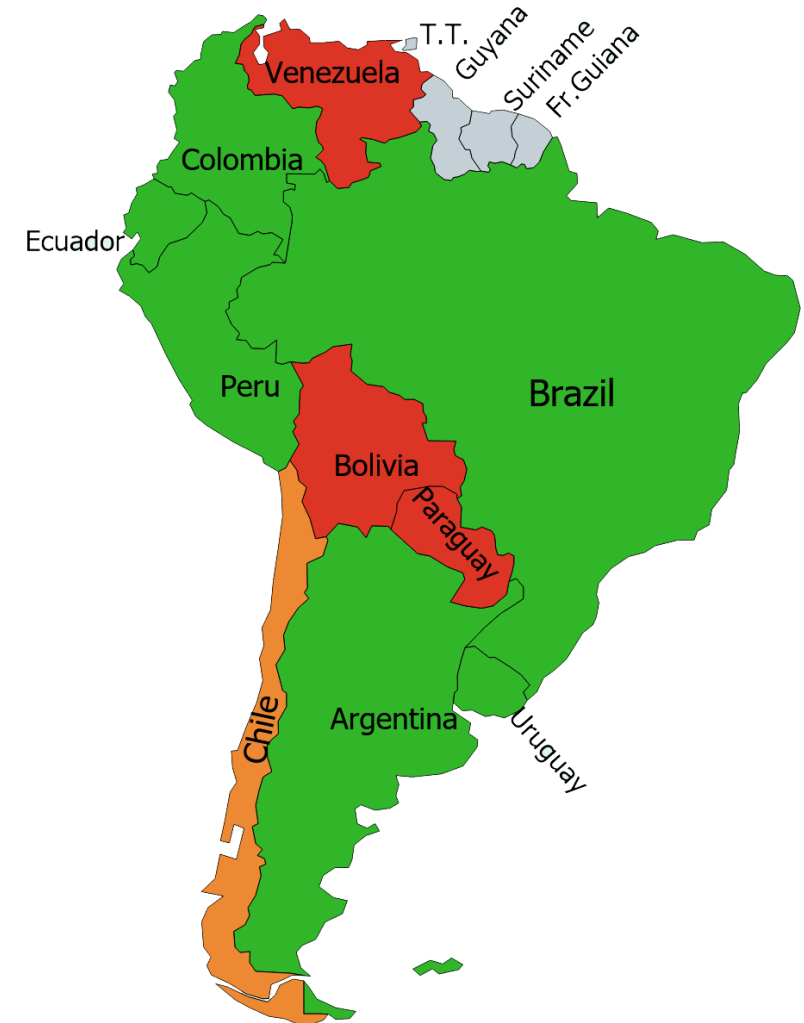 T.T.
Guyana
Suriname
Fr.Guiana
Venezuela
Colombia
Ecuador
Peru
Brazil
Bolivia
Paraguay
Chile
Argentina
Uruguay